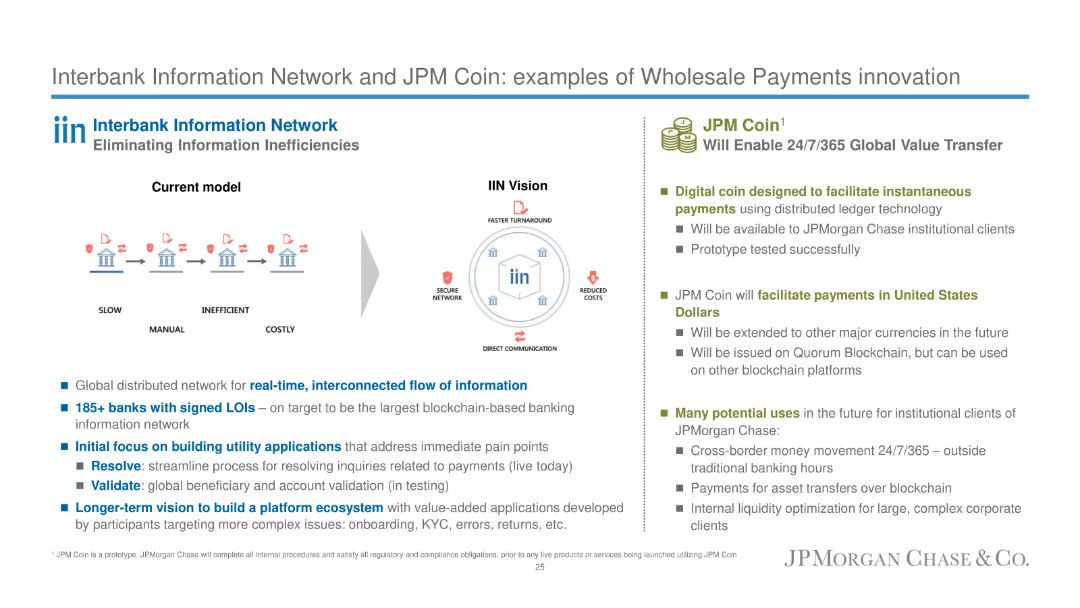 Interbank Information Network and JPM Coin: examples of Wholesale Payments innovation
iin
Interbank Information Network
Eliminating Information Inefficiencies
Current model
SLOW
MANUAL
INEFFICIENT
COSTLY
IIN Vision
FASTER TURNAROUND
SECURE
NETWORK
iin
REDUCED
COSTS
DIRECT COMMUNICATION
■ Global distributed network for real-time, interconnected flow of information
■ 185+ banks with signed LOIs – on target to be the largest blockchain-based banking
information network
■ Initial focus on building utility applications that address immediate pain points
■ Resolve: streamline process for resolving inquiries related to payments (live today)
■ Validate: global beneficiary and account validation (in testing)
■ Longer-term vision to build a platform ecosystem with value-added applications developed
by participants targeting more complex issues: onboarding, KYC, errors, returns, etc.
J
P
M
JPM Coin1
Will Enable 24/7/365 Global Value Transfer
■ Digital coin designed to facilitate instantaneous
payments using distributed ledger technology
■ Will be available to JPMorgan Chase institutional clients
■ Prototype tested successfully
■ JPM Coin will facilitate payments in United States
Dollars
■ Will be extended to other major currencies in the future
■ Will be issued on Quorum Blockchain, but can be used
on other blockchain platforms
■ Many potential uses in the future for institutional clients of
JPMorgan Chase:
■ Cross-border money movement 24/7/365 – outside
traditional banking hours
■ Payments for asset transfers over blockchain
■ Internal liquidity optimization for large, complex corporate
clients
1 JPM Coin is a prototype. JPMorgan Chase will complete all internal procedures and satisfy all regulatory and compliance obligations, prior to any live products or services being launched utilizing JPM Coin
25
JPMORGAN CHASE & CO.